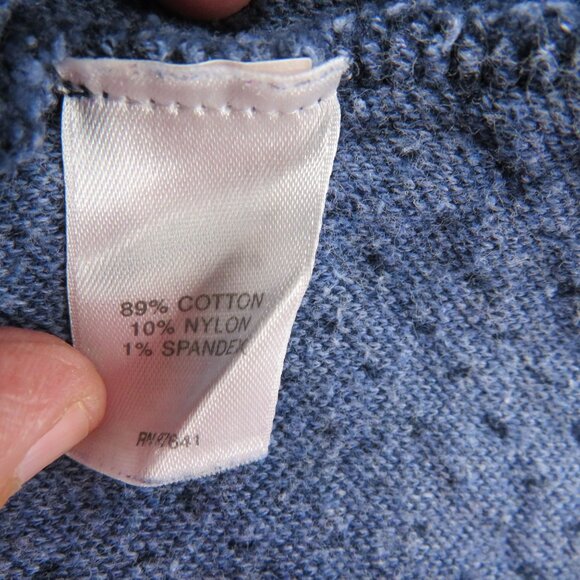 89% COTTON
10% NYLON
1% SPANDEX